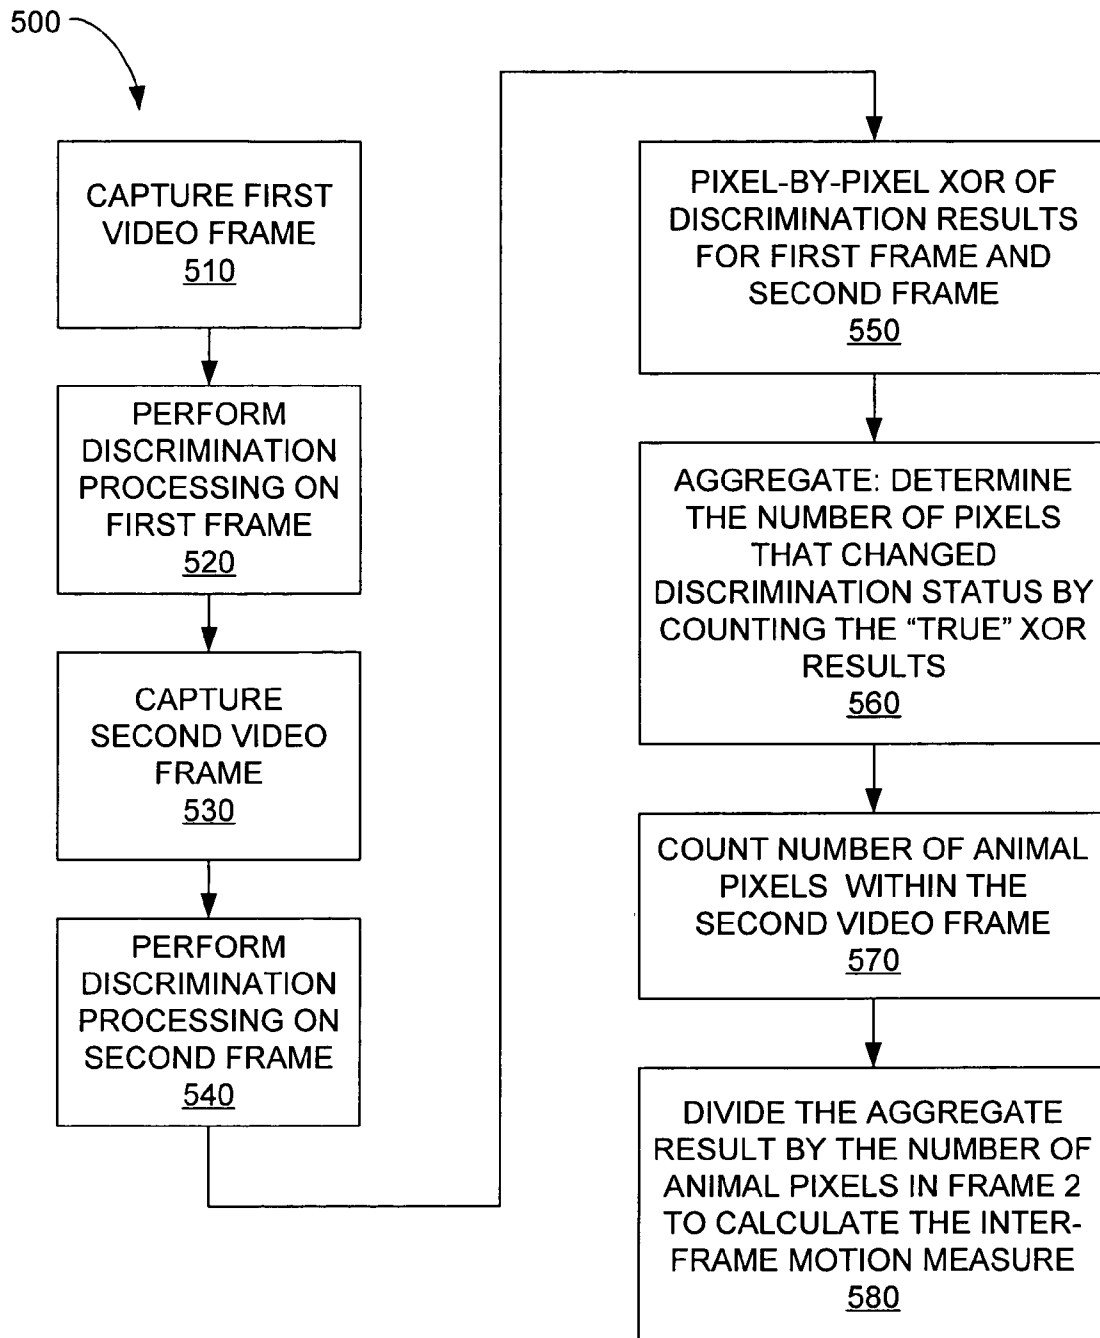 500
CAPTURE FIRST
VIDEO FRAME
510
PERFORM
DISCRIMINATION
PROCESSING ON
FIRST FRAME
520
CAPTURE
SECOND VIDEO
FRAME
530
PERFORM
DISCRIMINATION
PROCESSING ON
SECOND FRAME
540
PIXEL-BY-PIXEL XOR OF
DISCRIMINATION RESULTS
FOR FIRST FRAME AND
SECOND FRAME
550
AGGREGATE: DETERMINE
THE NUMBER OF PIXELS
THAT CHANGED
DISCRIMINATION STATUS BY
COUNTING THE “TRUE” XOR
RESULTS
560
COUNT NUMBER OF ANIMAL
PIXELS WITHIN THE
SECOND VIDEO FRAME
570
DIVIDE THE AGGREGATE
RESULT BY THE NUMBER OF
ANIMAL PIXELS IN FRAME 2
TO CALCULATE THE INTER-
FRAME MOTION MEASURE
580